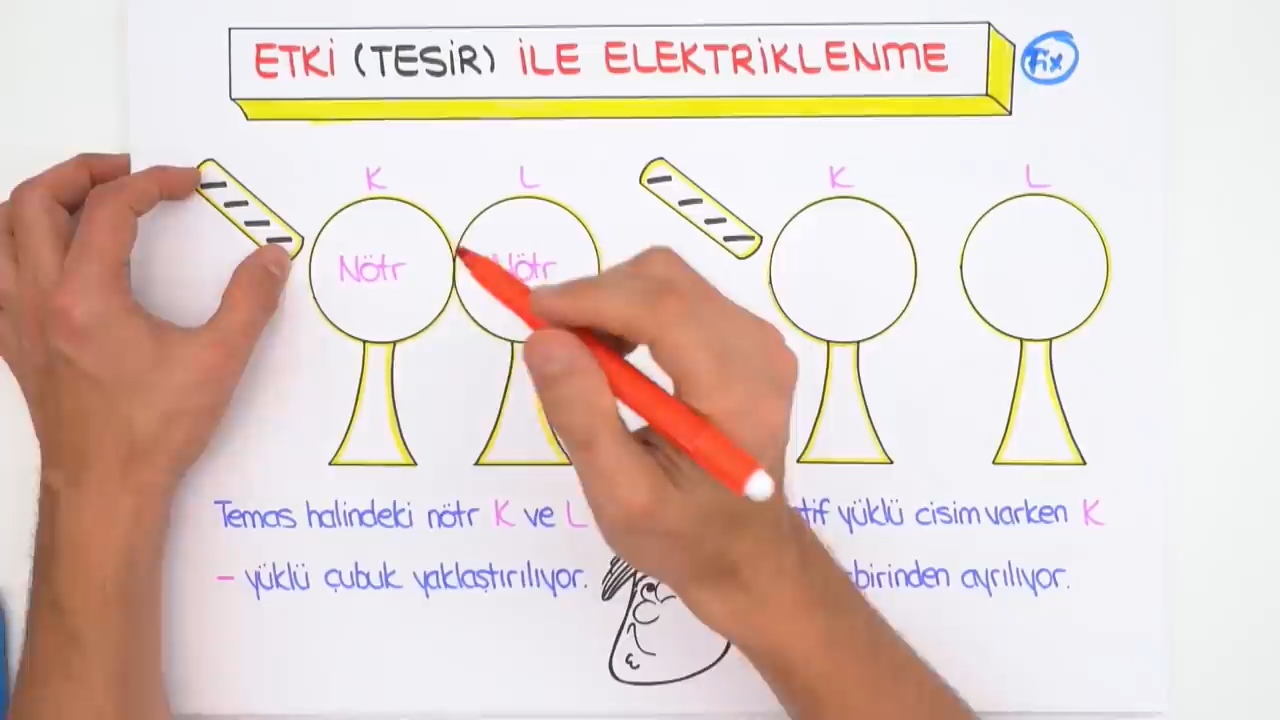 ETKİ (TESİR) İLE ELEKTRİKLENME
Fix
K L K L
Nötr Nötr
Temas halindeki nötr K ve L yüklü cisim varken K
- yüklü çubuk yaklaştırılıyor. birinden ayrılıyor.